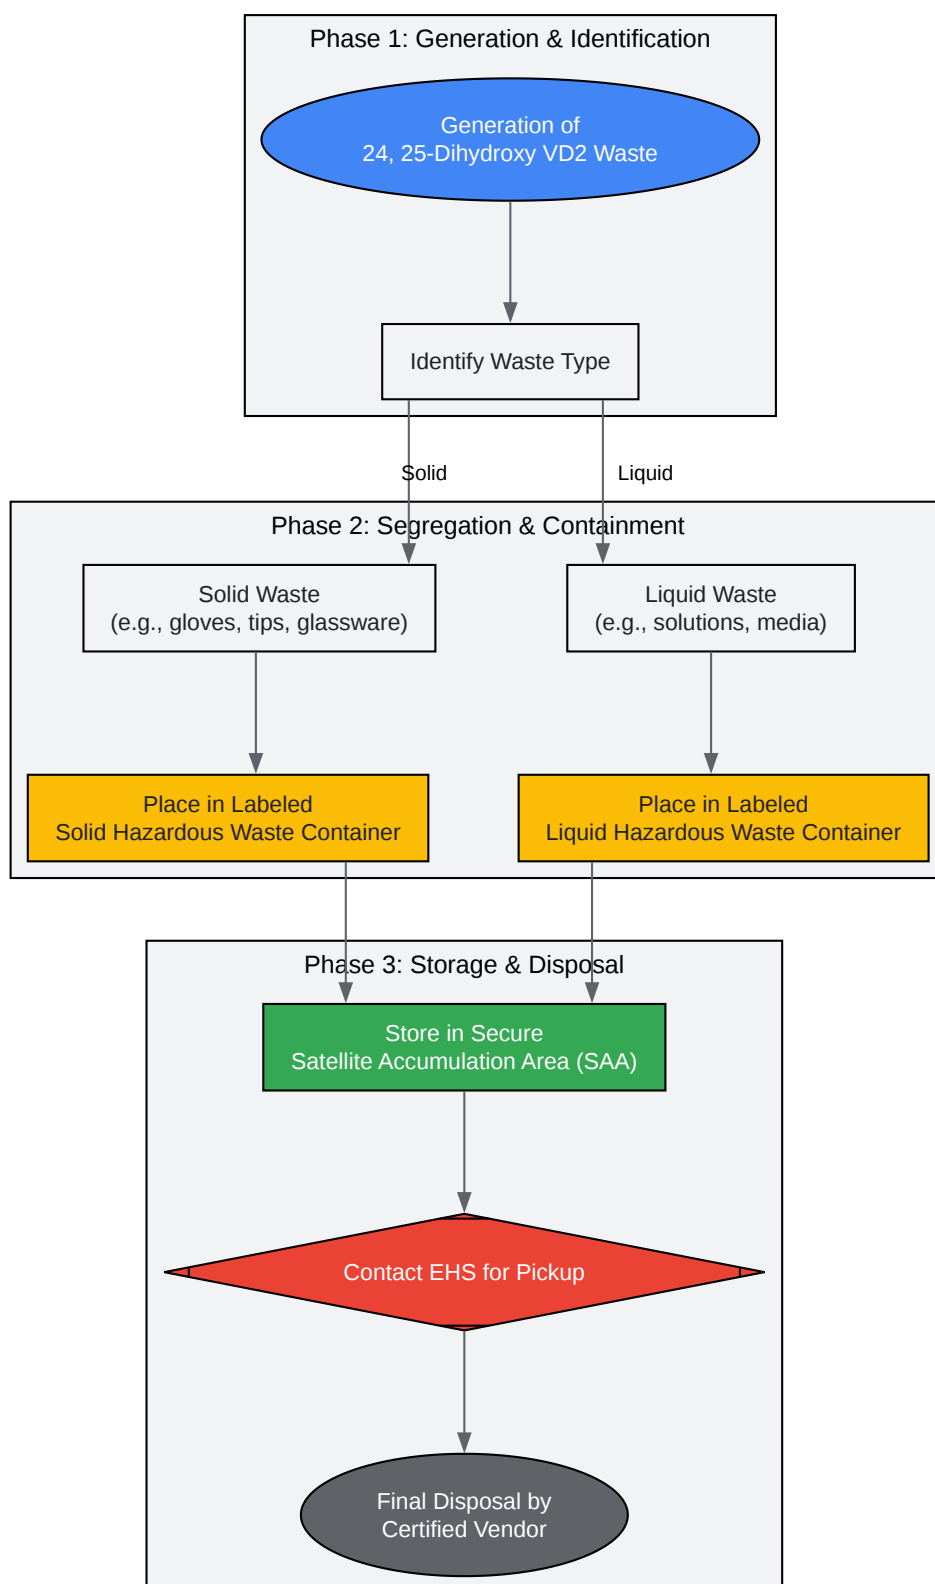 Phase 1: Generation & Identification
Generation of
24, 25-Dihydroxy VD2 Waste
Identify Waste Type
Solid
Liquid
Phase 2: Segregation & Containment
Solid Waste
(e.g., gloves, tips, glassware)
Liquid Waste
(e.g., solutions, media)
Place in Labeled
Solid Hazardous Waste Container
Place in Labeled
Liquid Hazardous Waste Container
Phase 3: Storage & Disposal
Store in Secure
Satellite Accumulation Area (SAA)
Contact EHS for Pickup
Final Disposal by
Certified Vendor